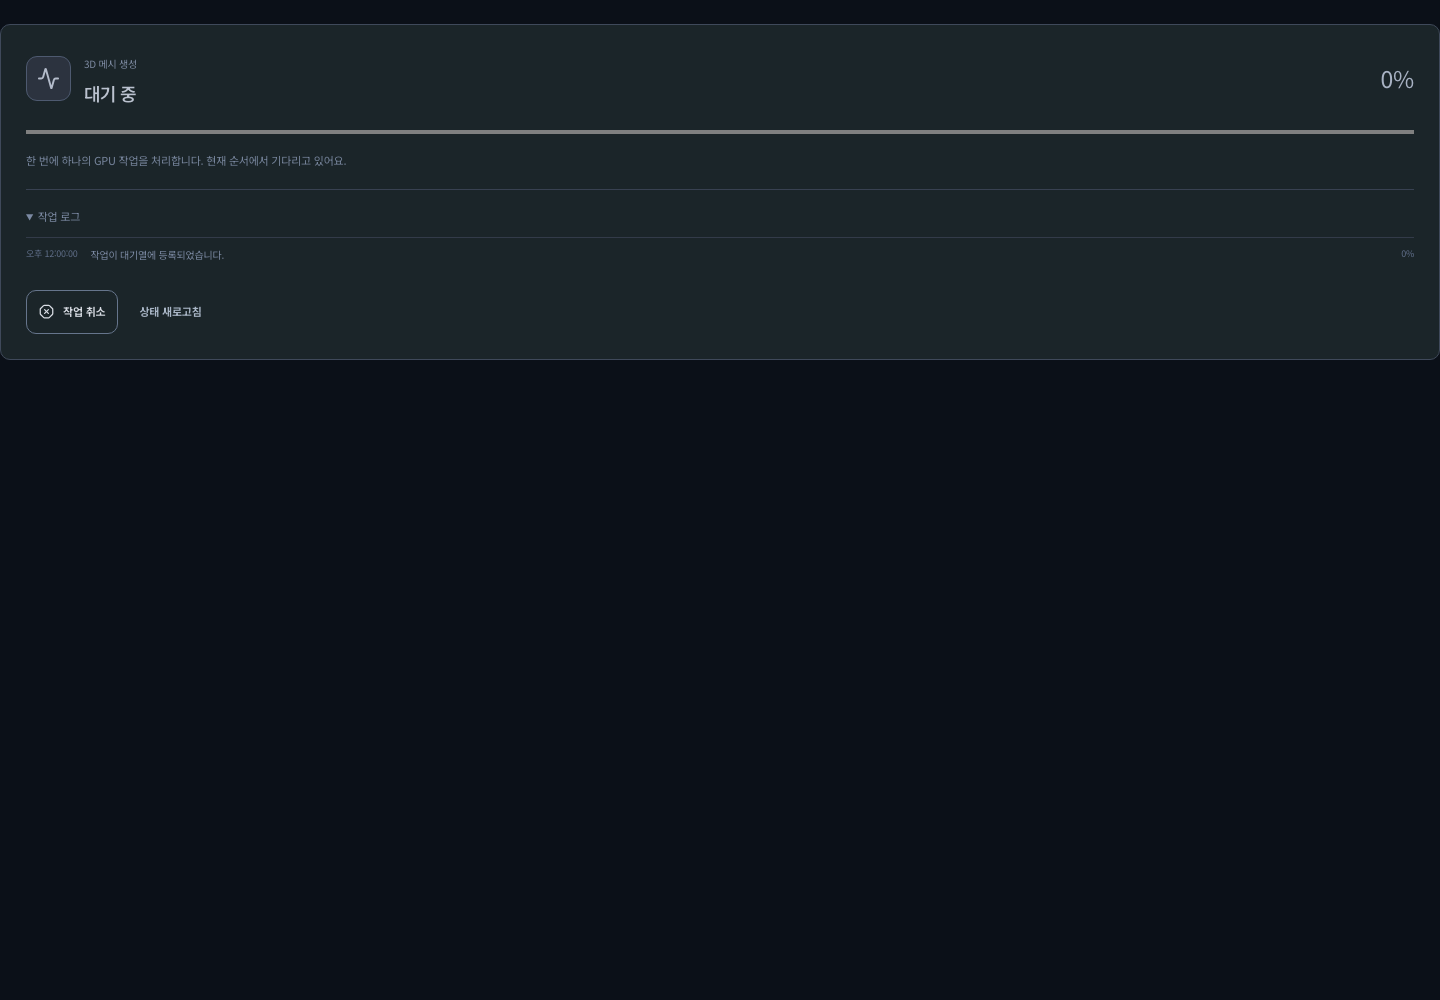 3D 메시 생성
대기 중
0%
한 번에 하나의 GPU 작업을 처리합니다. 현재 순서에서 기다리고 있어요.
▼ 작업 로그
오후 12:00:00 작업이 대기열에 등록되었습니다. 0%
작업 취소 상태 새로고침